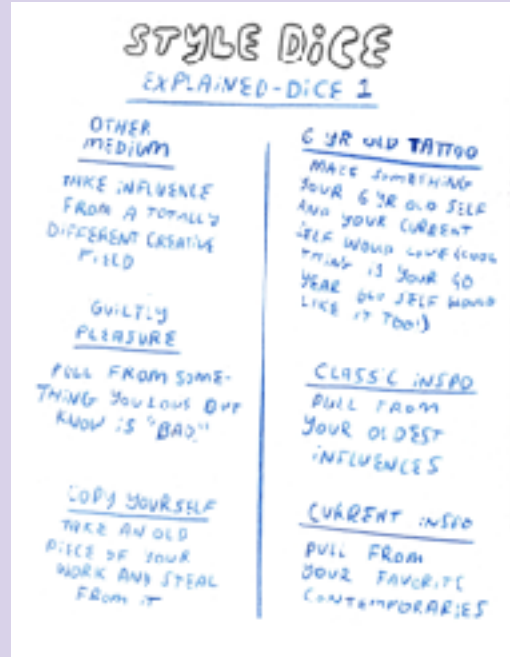 STYLE DiCE
EXPLAiNED-DiCE 1
OTHER
MEDIUM
TAKE iNFLUENCE
FROM A TOTALLY
DIFFERENT CREATIVE
FIELD
GUiLTLY
PLEASURE
PULL FROM SOME-
THING YOU LOVE BUT
KNOW iS "BAD"
COPY YOURSELF
TAKE AN OLD
PIECE OF YOUR
WORK AND STEAL
FROM IT
6 YR OLD TATTOO
MAKE SOMETHING
YOUR 6 YR OLD SELF
AND YOUR CURRENT
SELF WOULD LOVE
THING IS YOUR 40
YEAR OLD SELF WOULD
LIKE IT TOO!)
CLASSiC iNSPO
PULL FROM
YOUR OLDEST
iNFLUENCES
CURRENT iNSPO
PULL FROM
YOUR FAVORiTE
CONTEMPORARiES